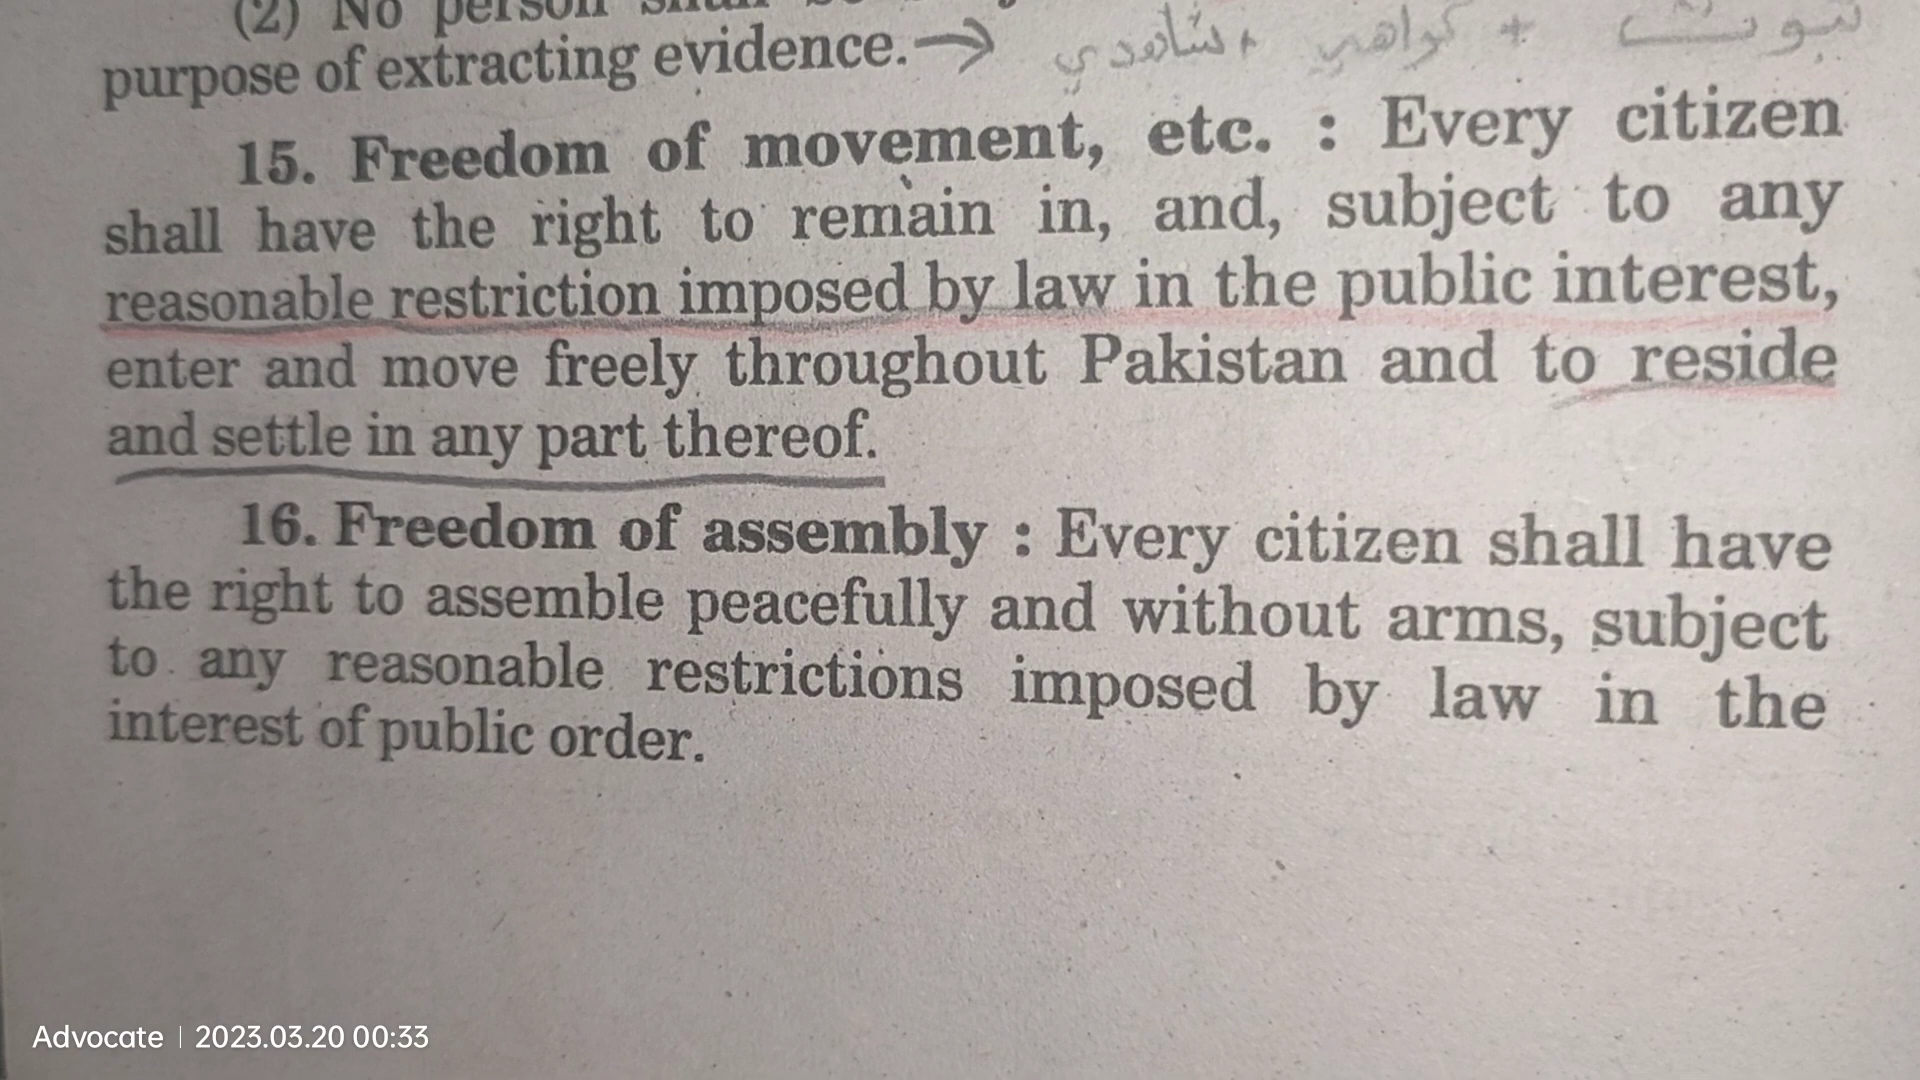 (2) No person shall be
purpose of extracting evidence. → ثبوت + گواهي + شاهدي
15. Freedom of movement, etc. : Every citizen
shall have the right to remain in, and, subject to any
reasonable restriction imposed by law in the public interest,
enter and move freely throughout Pakistan and to reside
and settle in any part thereof.
16. Freedom of assembly : Every citizen shall have
the right to assemble peacefully and without arms, subject
to any reasonable restrictions imposed by law in the
interest of public order.
Advocate | 2023.03.20 00:33